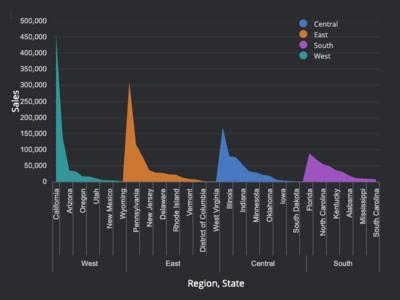 500,000
450,000
400,000
350,000
300,000
250,000
200,000
150,000
100,000
50,000
0
Sales
Central
East
South
West
California
Arizona
Oregon
Utah
New Mexico
Wyoming
Pennsylvania
New Jersey
Delaware
Rhode Island
Vermont
District of Columbia
West Virginia
Illinois
Indiana
Minnesota
Oklahoma
Iowa
South Dakota
Florida
North Carolina
Kentucky
Alabama
Mississippi
South Carolina
West
East
Central
South
Region, State